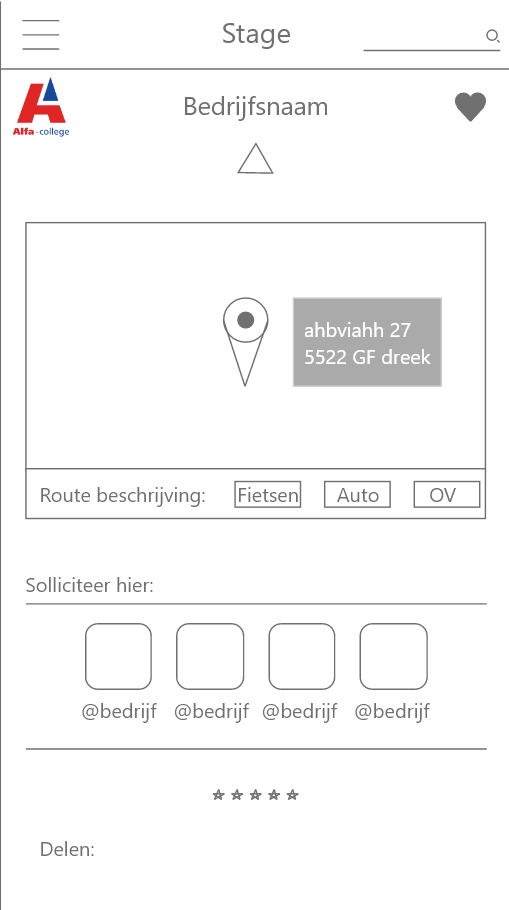 Stage
Alfa-college
Bedrijfsnaam
ahbviahh 27
5522 GF dreek
Route beschrijving: Fietsen Auto OV
Solliciteer hier:
@bedrijf @bedrijf @bedrijf @bedrijf
Delen: